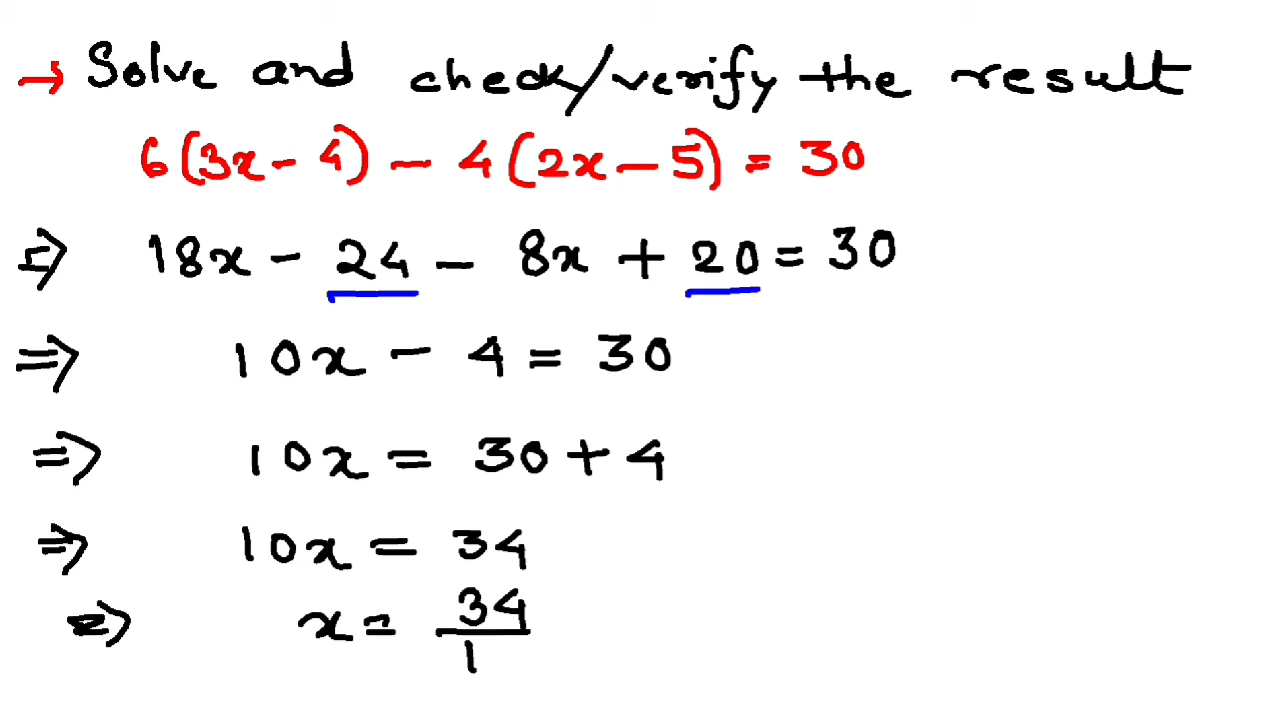 → Solve and check/verify the result
6(3x - 4) - 4(2x - 5) = 30
⇒ 18x - 24 - 8x + 20 = 30
⇒ 10x - 4 = 30
⇒ 10x = 30 + 4
⇒ 10x = 34
⇒ x = 34/1